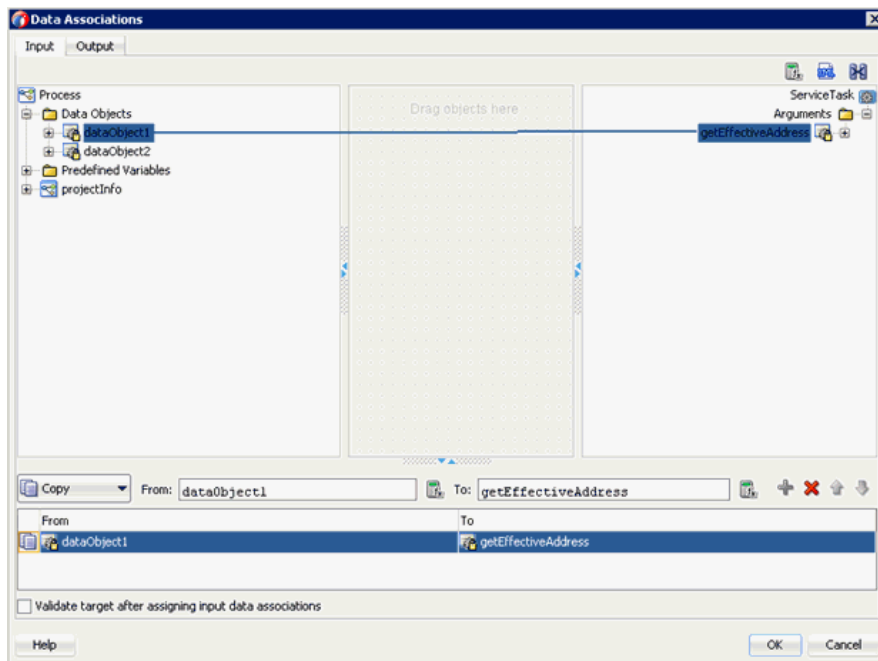 Data Associations
Input Output
Process
Data Objects
dataObject1
dataObject2
Predefined Variables
projectInfo
Drag objects here
ServiceTask
Arguments
getEffectiveAddress
Copy From: dataObject1 To: getEffectiveAddress
From To
dataObject1 getEffectiveAddress
Validate target after assigning input data associations
Help OK Cancel